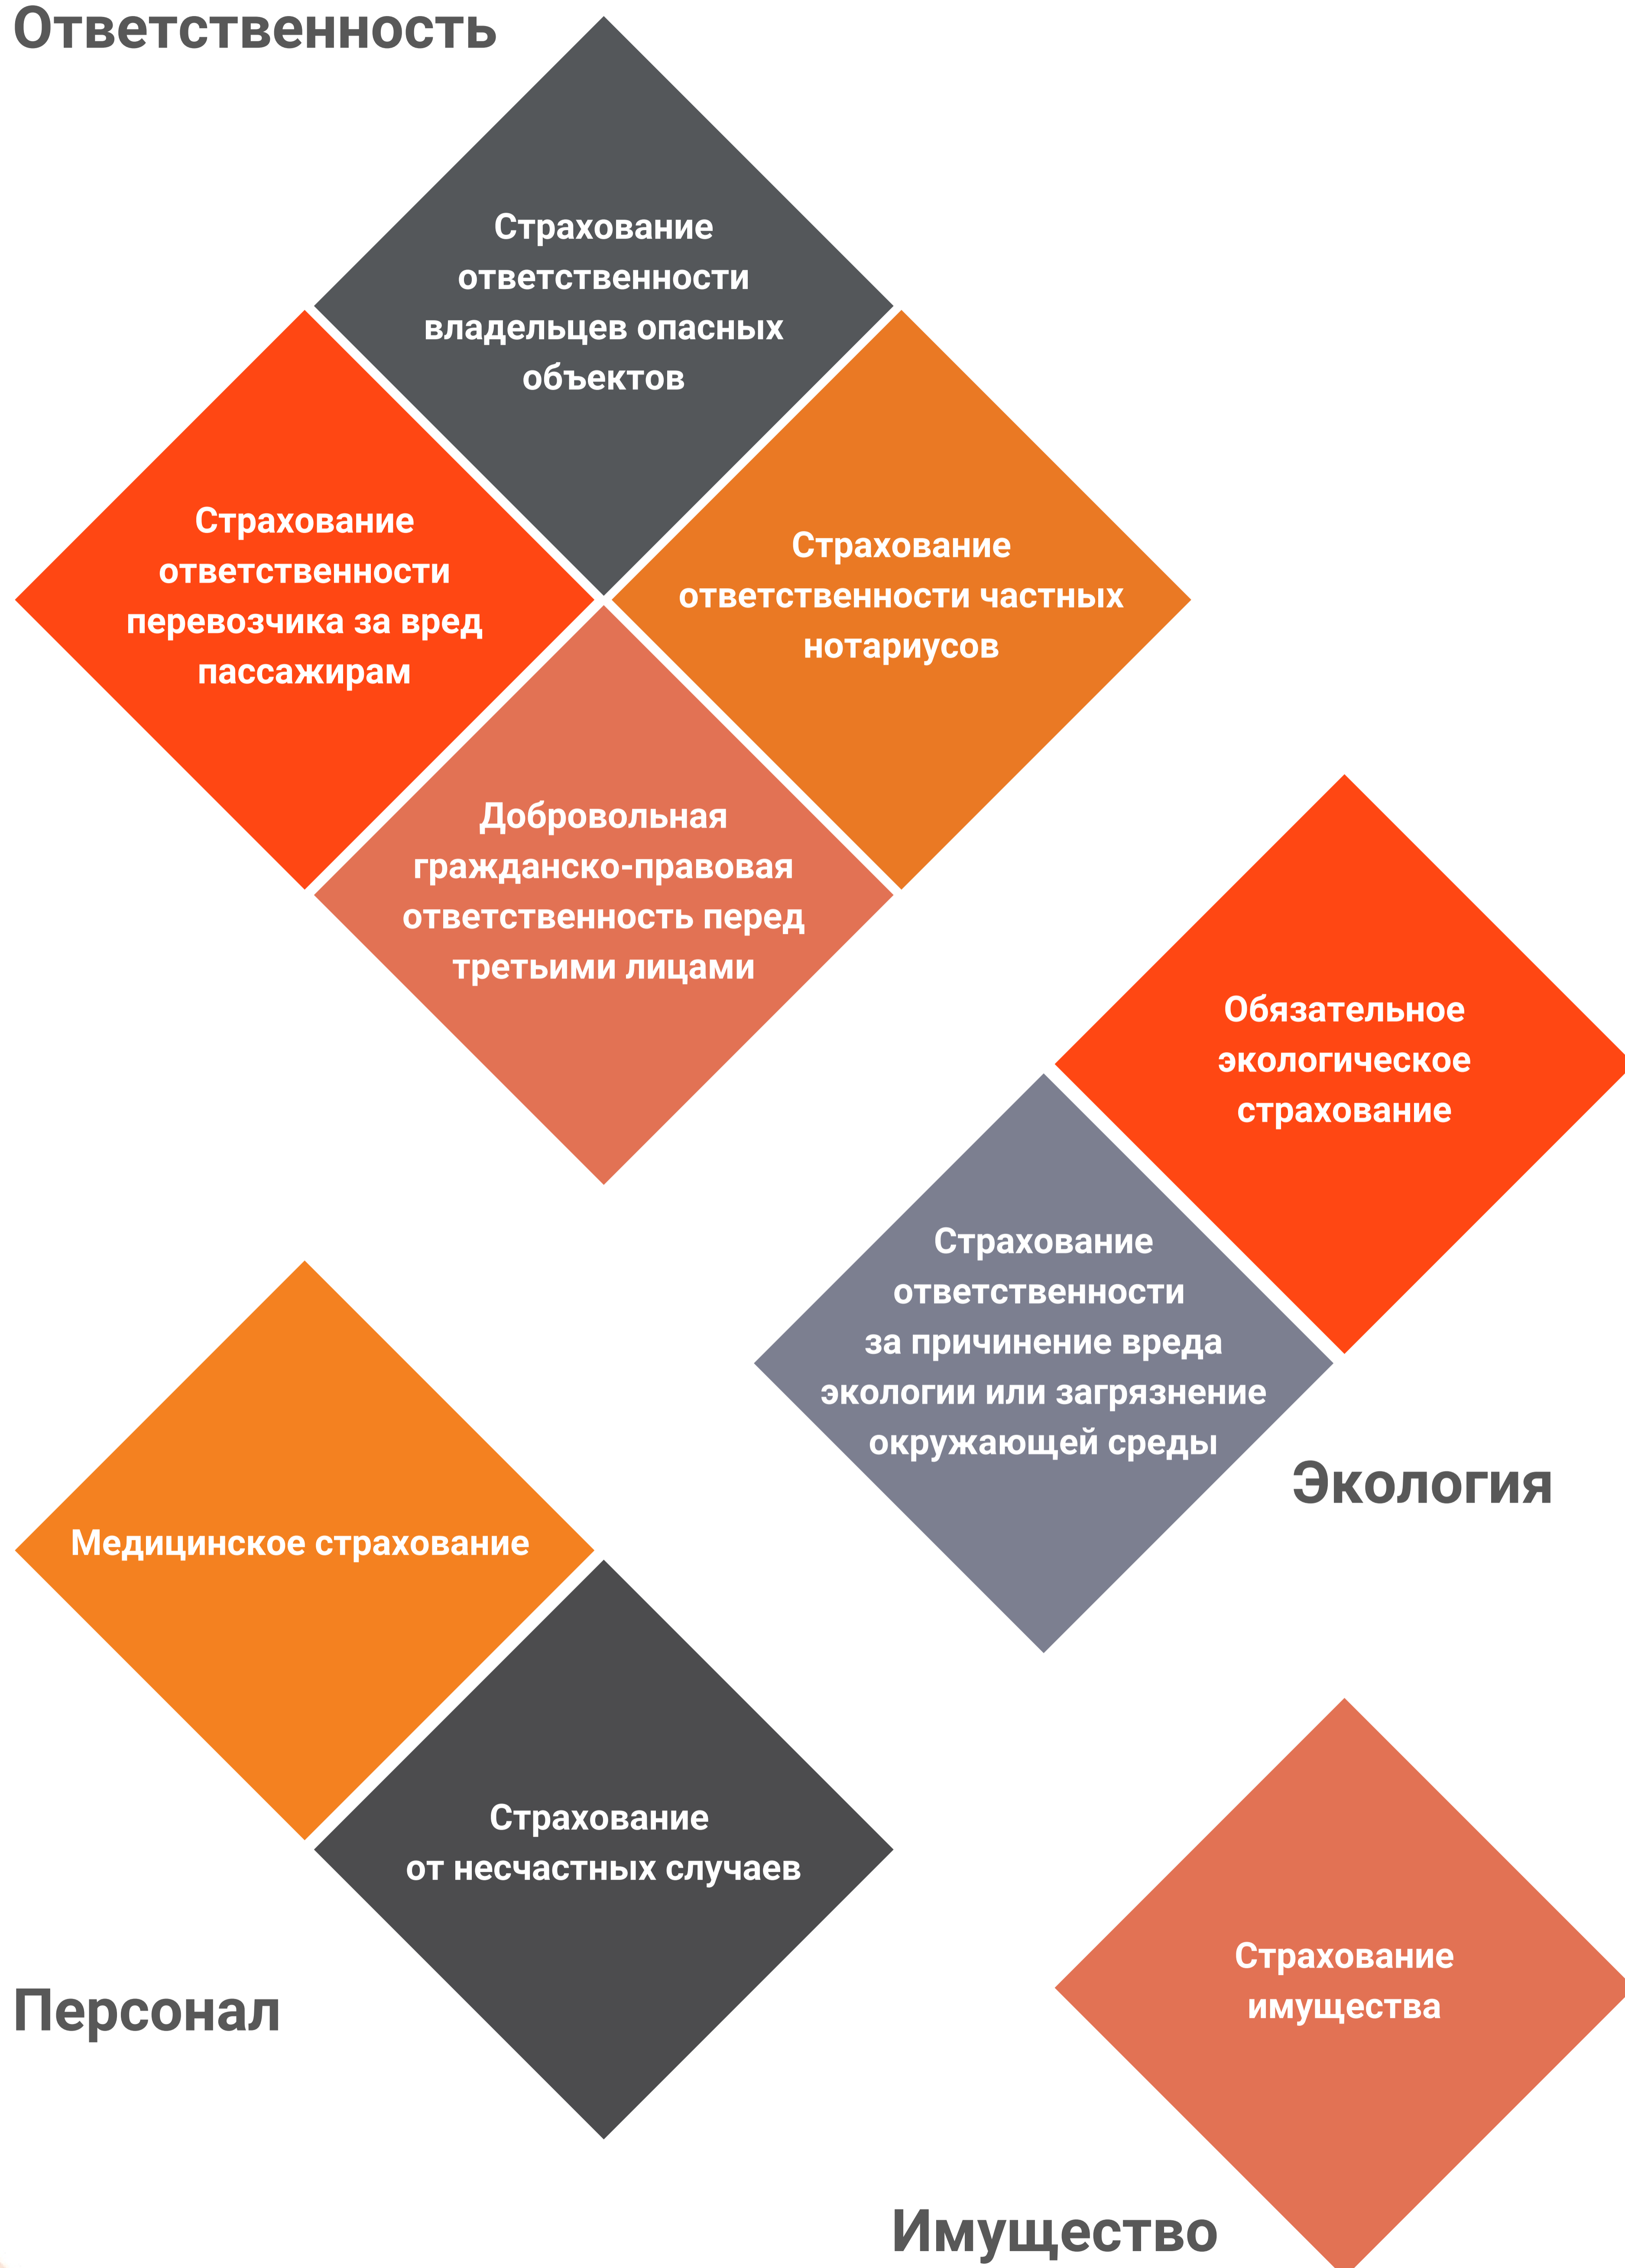 Ответственность
Страхование
ответственности
владельцев опасных
объектов
Страхование
ответственности
перевозчика за вред
пассажирам
Страхование
ответственности частных
нотариусов
Добровольная
гражданско-правовая
ответственность перед
третьими лицами
Обязательное
экологическое
страхование
Страхование
ответственности
за причинение вреда
экологии или загрязнение
окружающей среды
Экология
Медицинское страхование
Страхование
от несчастных случаев
Персонал
Страхование
имущества
Имущество